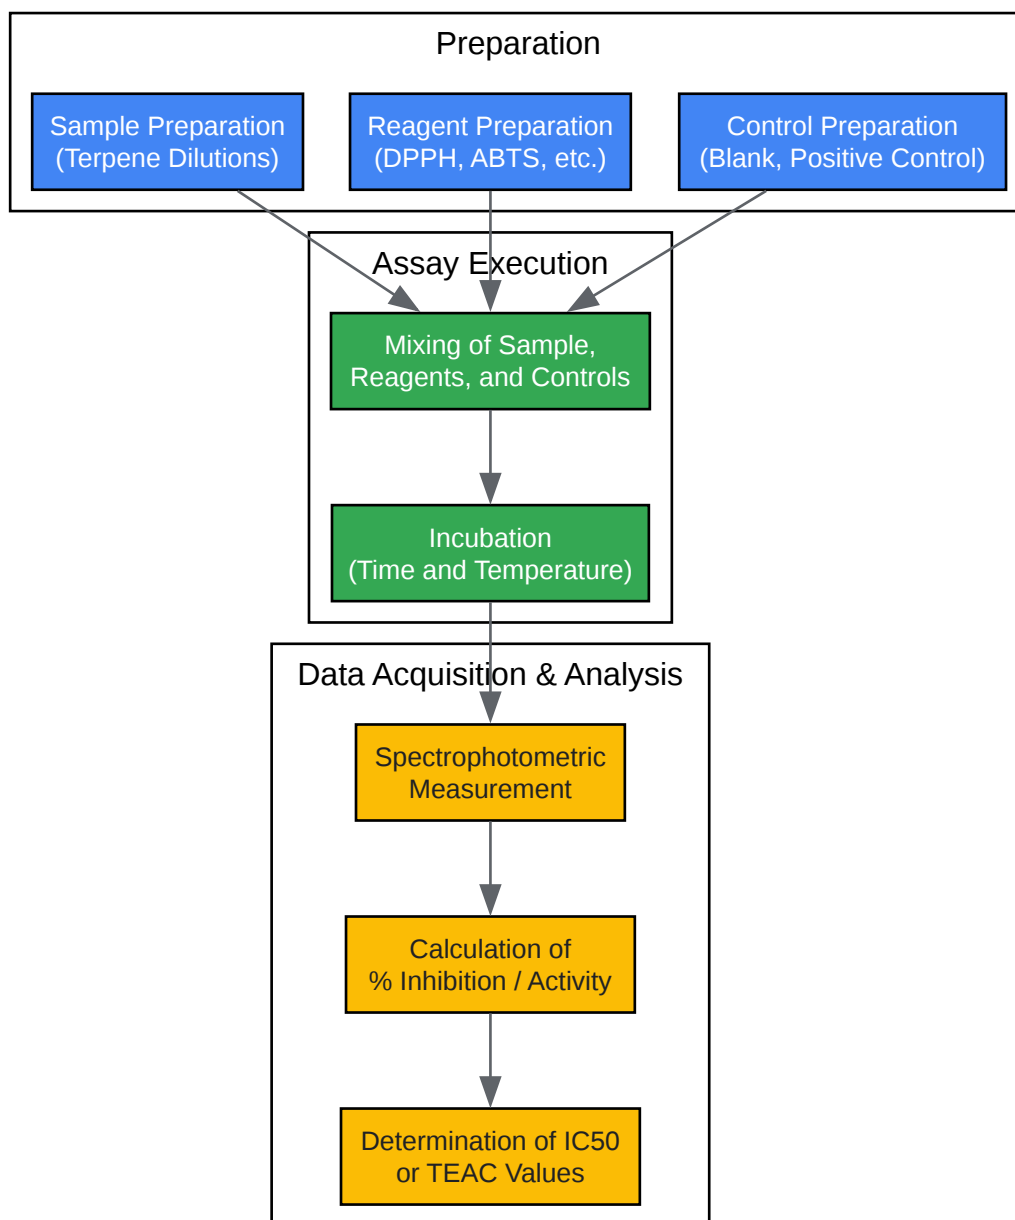 Preparation
Sample Preparation
(Terpene Dilutions)
Reagent Preparation
(DPPH, ABTS, etc.)
Control Preparation
(Blank, Positive Control)
Assay Execution
Mixing of Sample,
Reagents, and Controls
Incubation
(Time and Temperature)
Data Acquisition & Analysis
Spectrophotometric
Measurement
Calculation of
% Inhibition / Activity
Determination of IC50
or TEAC Values